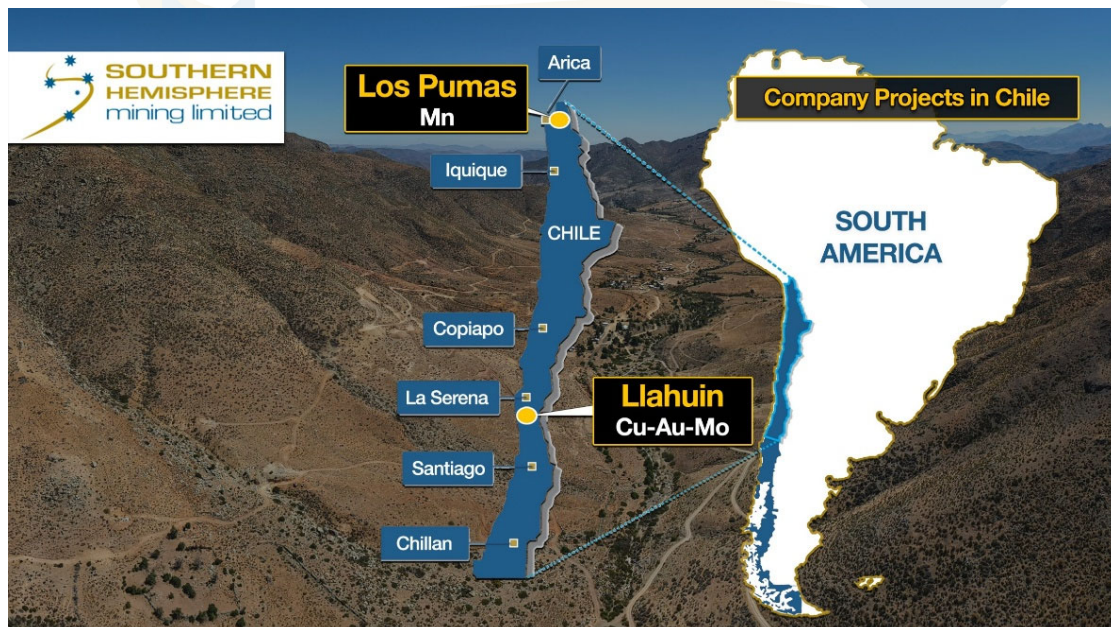 SOUTHERN
HEMISPHERE
mining limited
Los Pumas
Mn
Arica
Company Projects in Chile
Iquique
CHILE
SOUTH
AMERICA
Copiapo
La Serena
Llahuin
Cu-Au-Mo
Santiago
Chillan